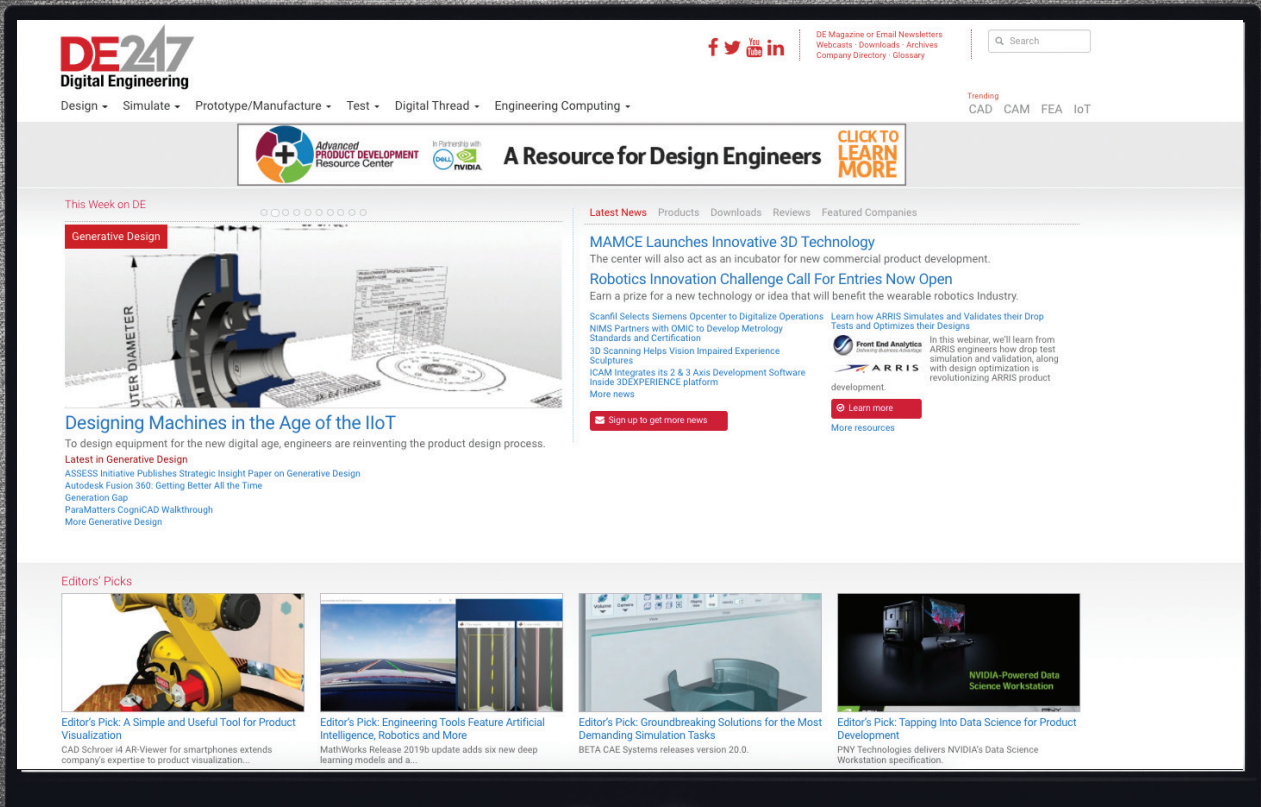 DE247
Digital Engineering
DE Magazine or Email Newsletters
Webcasts · Downloads · Archives
Company Directory · Glossary
Search
Design
Simulate
Prototype/Manufacture
Test
Digital Thread
Engineering Computing
Trending
CAD CAM FEA IoT
Advanced
PRODUCT DEVELOPMENT
Resource Center
In Partnership with
DELL
NVIDIA
A Resource for Design Engineers
CLICK TO
LEARN
MORE
This Week on DE
Generative Design
UTER DIAMETER
Designing Machines in the Age of the IIoT
To design equipment for the new digital age, engineers are reinventing the product design process.
Latest in Generative Design
ASSESS Initiative Publishes Strategic Insight Paper on Generative Design
Autodesk Fusion 360: Getting Better All the Time
Generation Gap
ParaMatters CogniCAD Walkthrough
More Generative Design
Latest News Products Downloads Reviews Featured Companies
MAMCE Launches Innovative 3D Technology
The center will also act as an incubator for new commercial product development.
Robotics Innovation Challenge Call For Entries Now Open
Earn a prize for a new technology or idea that will benefit the wearable robotics Industry.
Scanfil Selects Siemens Opcenter to Digitalize Operations
NIMS Partners with OMIC to Develop Metrology
Standards and Certification
3D Scanning Helps Vision Impaired Experience
Sculptures
ICAM Integrates its 2 & 3 Axis Development Software
Inside 3DEXPERIENCE platform
More news
Sign up to get more news
Learn how ARRIS Simulates and Validates their Drop
Tests and Optimizes their Designs
Front End Analytics
Delivering Business Advantage
ARRIS
In this webinar, we'll learn from
ARRIS engineers how drop test
simulation and validation, along
with design optimization is
revolutionizing ARRIS product
development.
Learn more
More resources
Editors' Picks
Volume
Camera
NVIDIA-Powered Data
Science Workstation
PNY
Editor's Pick: A Simple and Useful Tool for Product
Visualization
CAD Schroer i4 AR-Viewer for smartphones extends
company's expertise to product visualization...
Editor's Pick: Engineering Tools Feature Artificial
Intelligence, Robotics and More
MathWorks Release 2019b update adds six new deep
learning models and a...
Editor's Pick: Groundbreaking Solutions for the Most
Demanding Simulation Tasks
BETA CAE Systems releases version 20.0.
Editor's Pick: Tapping Into Data Science for Product
Development
PNY Technologies delivers NVIDIA's Data Science
Workstation specification.